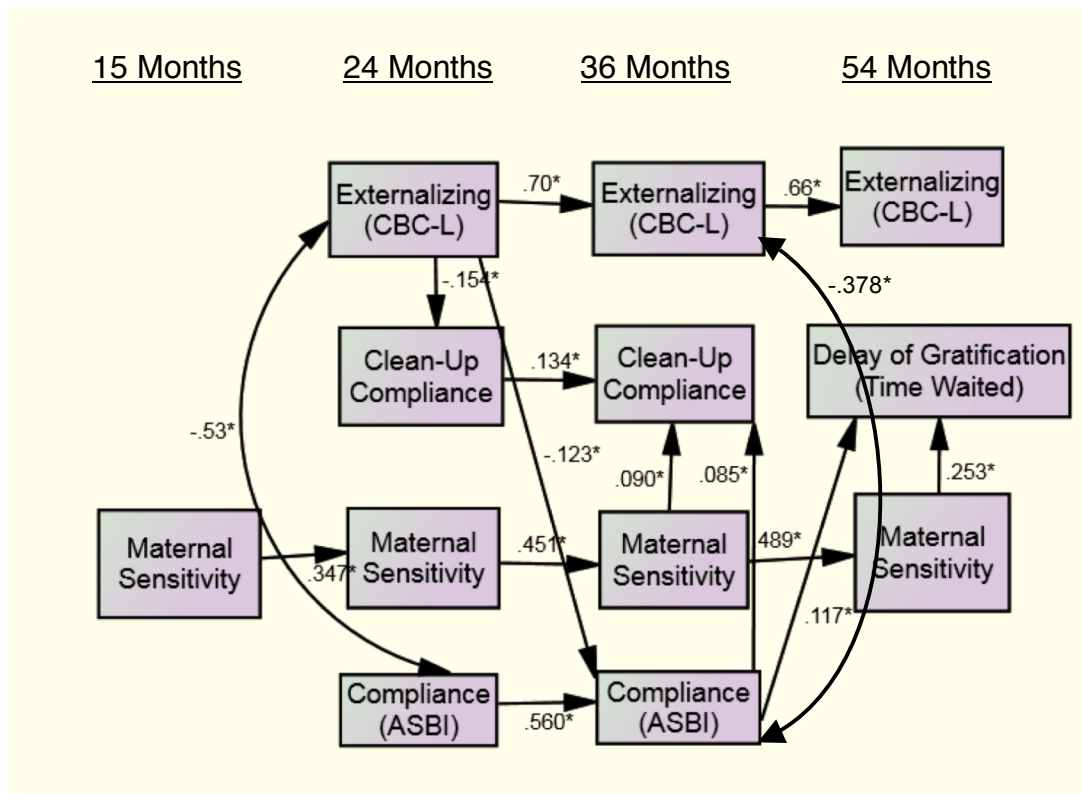 15 Months
24 Months
36 Months
54 Months
Externalizing
(CBC-L)
.70*
Externalizing
(CBC-L)
.66*
Externalizing
(CBC-L)
-.154*
-.378*
Clean-Up
Compliance
.134*
Clean-Up
Compliance
Delay of Gratification
(Time Waited)
-.53*
-.123*
.090*
.085*
.253*
Maternal
Sensitivity
.347*
Maternal
Sensitivity
.451*
Maternal
Sensitivity
489*
Maternal
Sensitivity
.117*
Compliance
(ASBI)
.560*
Compliance
(ASBI)